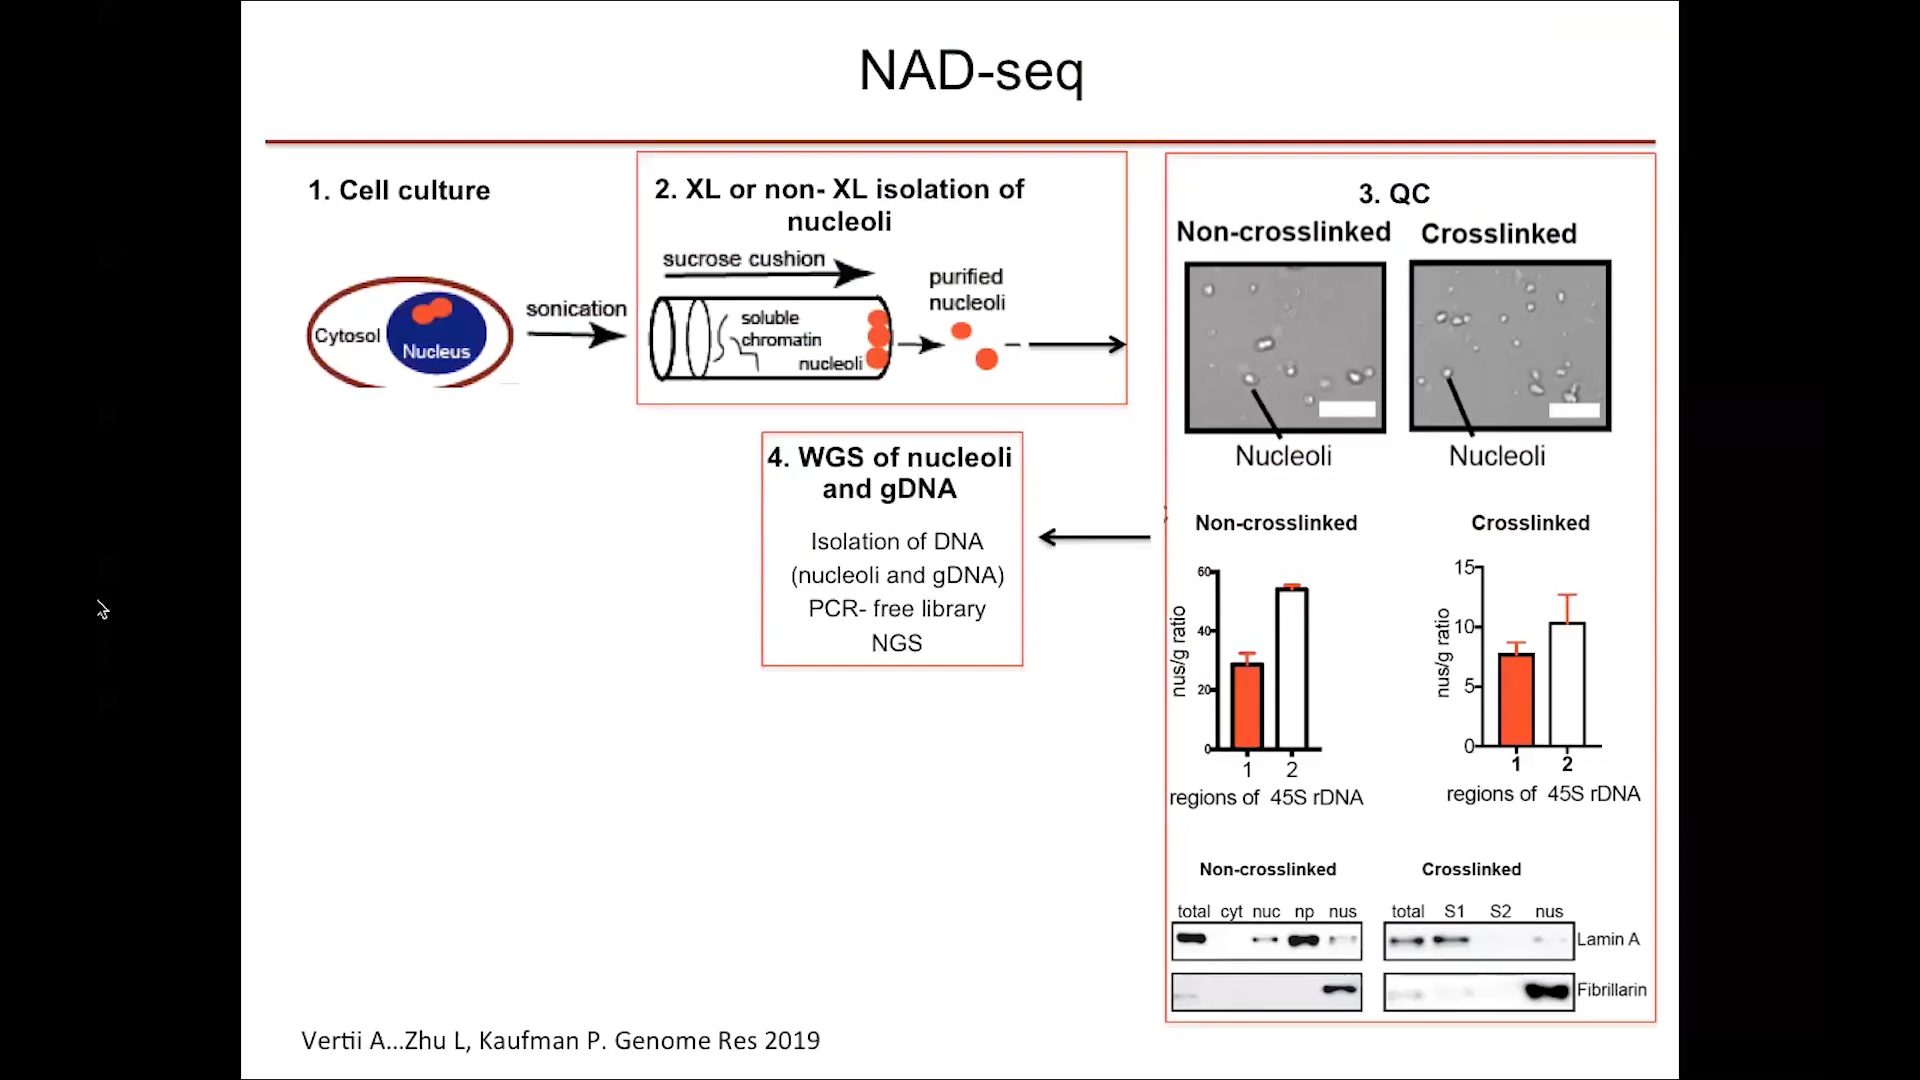 NAD-seq
1. Cell culture
Cytosol
Nucleus
sonication
2. XL or non- XL isolation of
nucleoli
sucrose cushion
soluble
chromatin
nucleoli
purified
nucleoli
3. QC
Non-crosslinked
Crosslinked
Nucleoli
Nucleoli
Non-crosslinked
nus/g ratio
60
40
20
0
1 2
regions of 45S rDNA
Crosslinked
nus/g ratio
15
10
5
0
1 2
regions of 45S rDNA
Non-crosslinked
total cyt nuc np nus
Crosslinked
total S1 S2 nus
Lamin A
Fibrillarin
4. WGS of nucleoli
and gDNA
Isolation of DNA
(nucleoli and gDNA)
PCR- free library
NGS
Vertii A...Zhu L, Kaufman P. Genome Res 2019